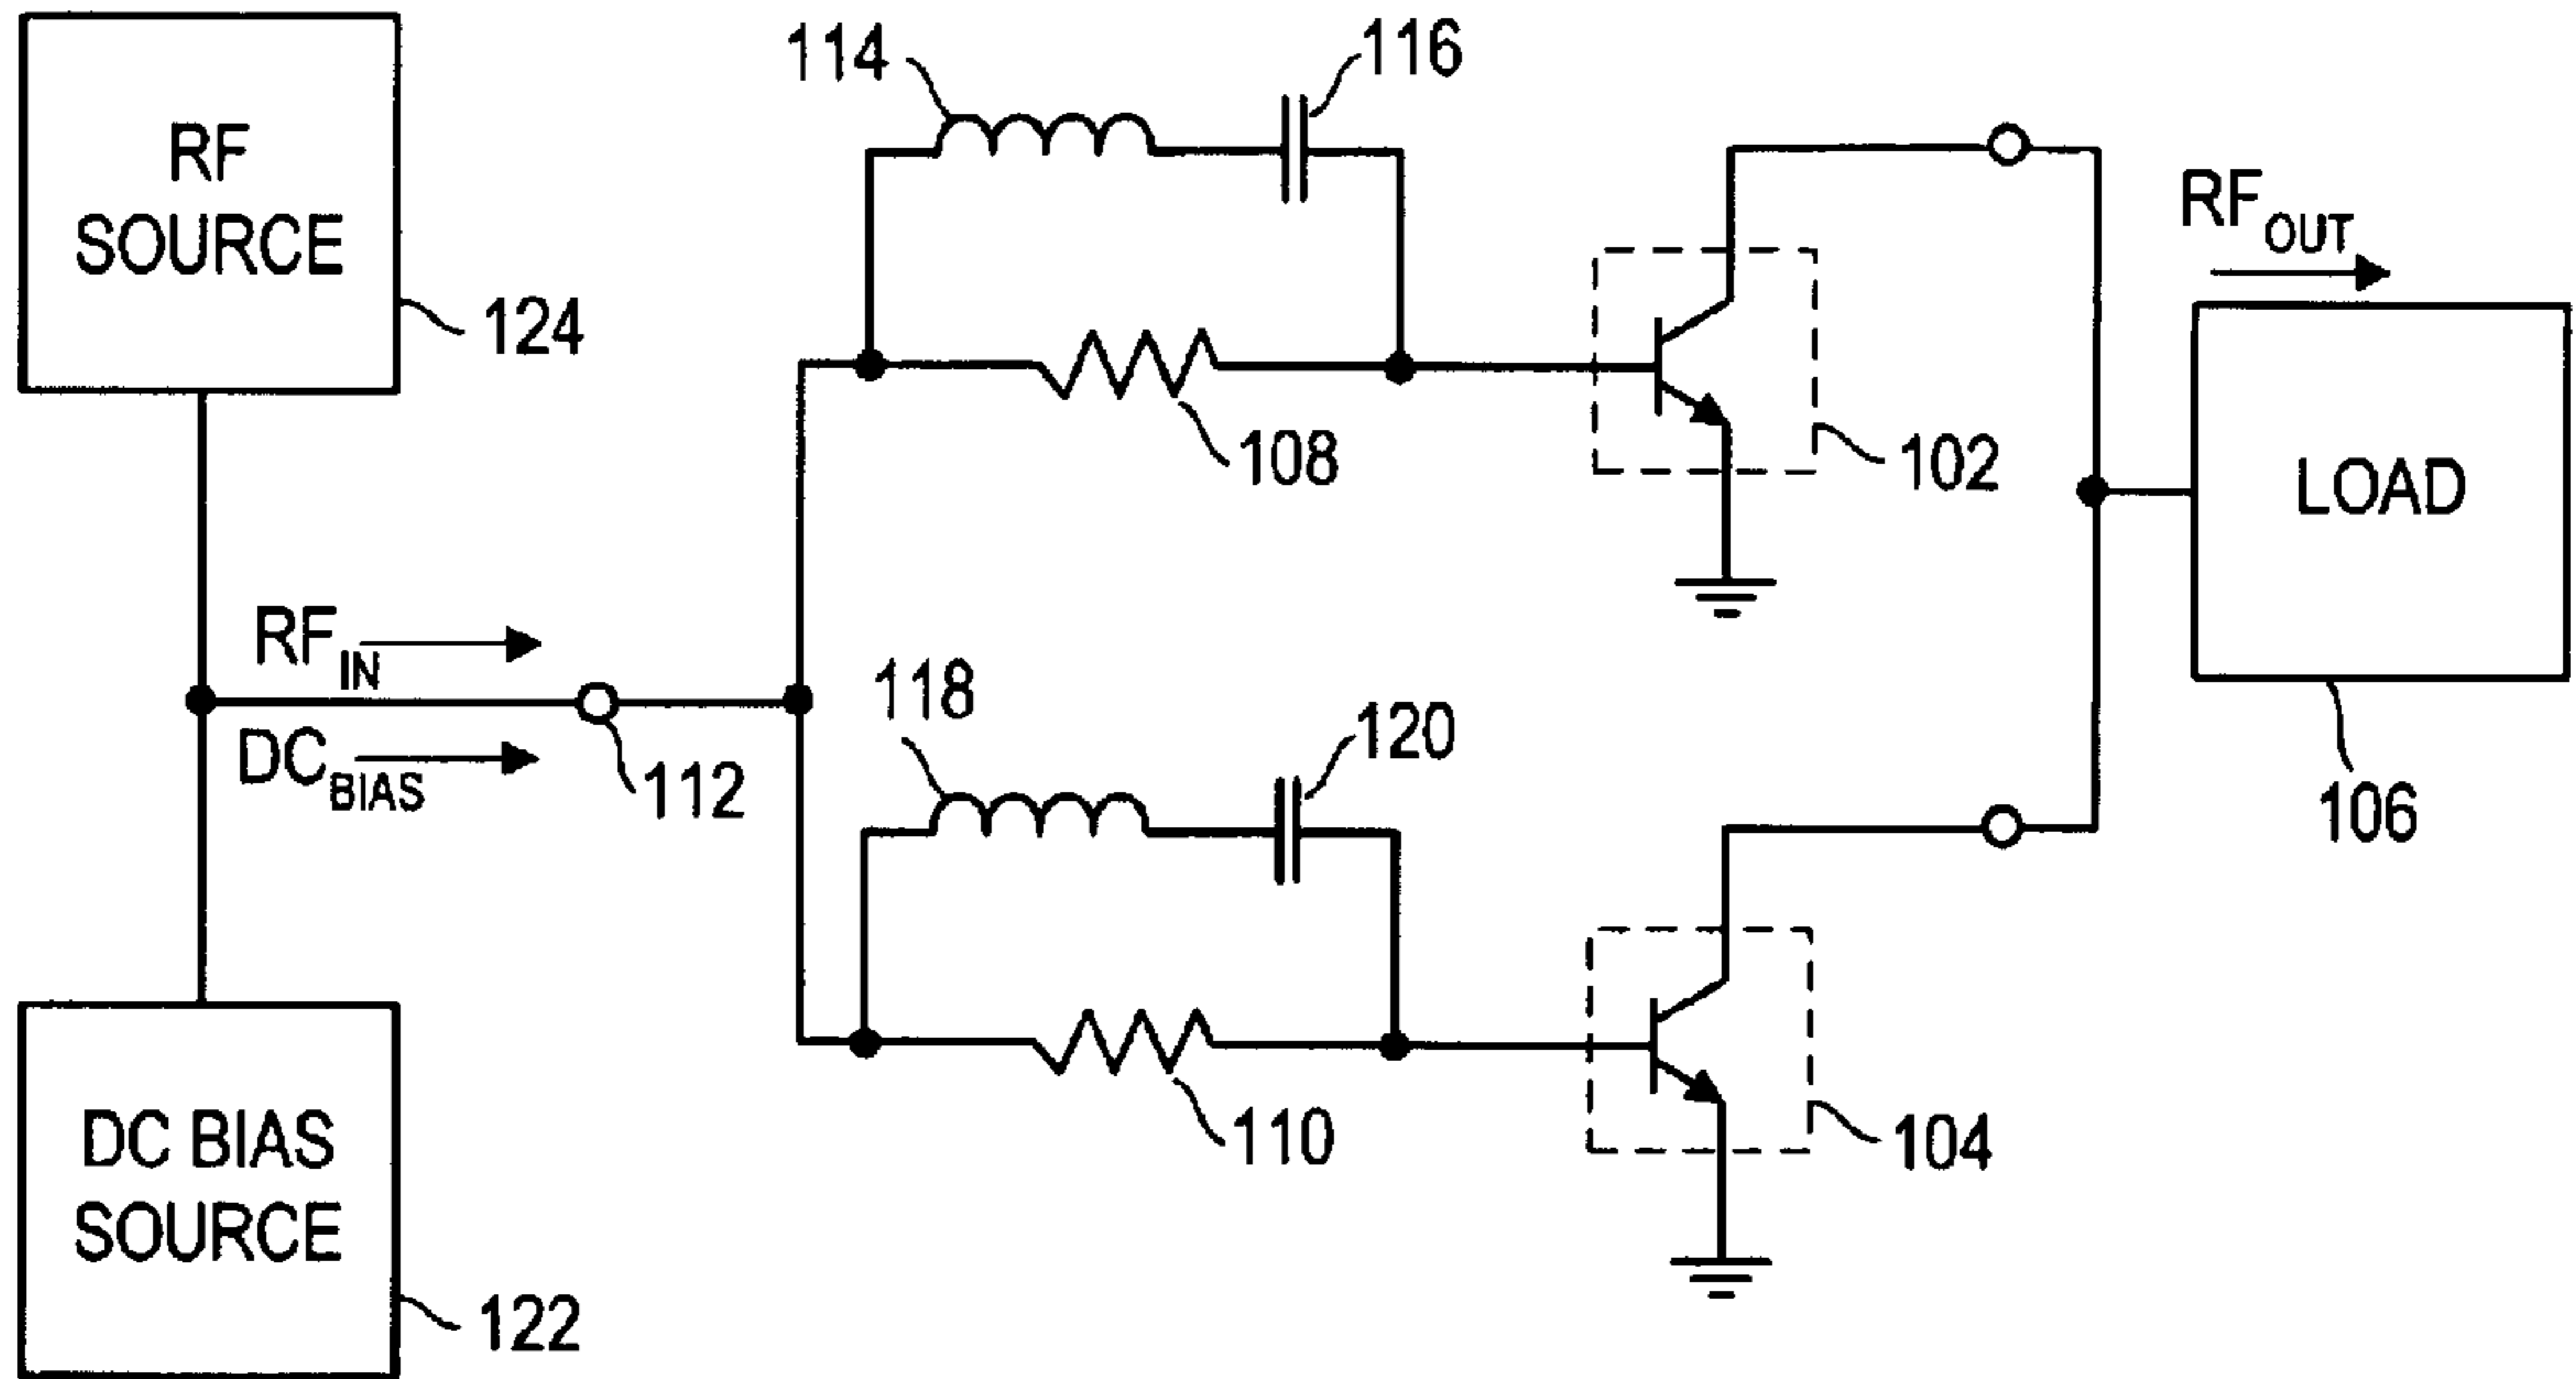 RF
SOURCE
124
114
116
108
102
RF_OUT
LOAD
106
RF_IN
DC_BIAS
112
118
120
110
104
DC BIAS
SOURCE
122